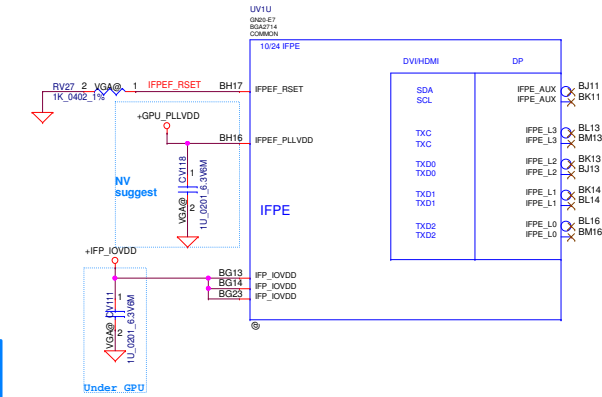 UV1U
GN20-E7
BGA2714
COMMON
10/24 IFPE
DVI/HDMI
DP
RV27 2 VGA@ 1 IFPEF_RSET BH17 IFPEF_RSET
1K_0402_1%
SDA IFPE_AUX BJ11
SCL IFPE_AUX BK11
+GPU_PLLVDD
BH16 IFPEF_PLLVDD
TXC IFPE_L3 BL13
TXC IFPE_L3 BM13
TXD0 IFPE_L2 BK13
TXD0 IFPE_L2 BJ13
NV
suggest
VGA@ CV118
1
2
1U_0201_6.3V6M
TXD1 IFPE_L1 BK14
TXD1 IFPE_L1 BL14
IFPE
TXD2 IFPE_L0 BL16
TXD2 IFPE_L0 BM16
+IFP_IOVDD
BG13 IFP_IOVDD
BG14 IFP_IOVDD
BG23 IFP_IOVDD
VGA@ CV111
1
2
1U_0201_6.3V6M
@
Under GPU